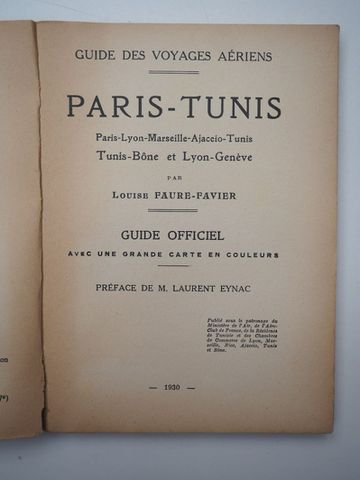 GUIDE DES VOYAGES AÉRIENS
PARIS-TUNIS
Paris-Lyon-Marseille-Ajaccio-Tunis
Tunis-Bône et Lyon-Genève
PAR
LOUISE FAURE-FAVIER
GUIDE OFFICIEL
AVEC UNE GRANDE CARTE EN COULEURS
PRÉFACE DE M. LAURENT EYNAC
Publié sous le patronage du
Ministère de l'Air, de l'Aéro-
Club de France, de la Résidence
de Tunisie et des Chambres
de Commerce de Lyon, Mar-
seille, Nice, Ajaccio, Tunis
et Bône.
— 1930 —
on
7e)